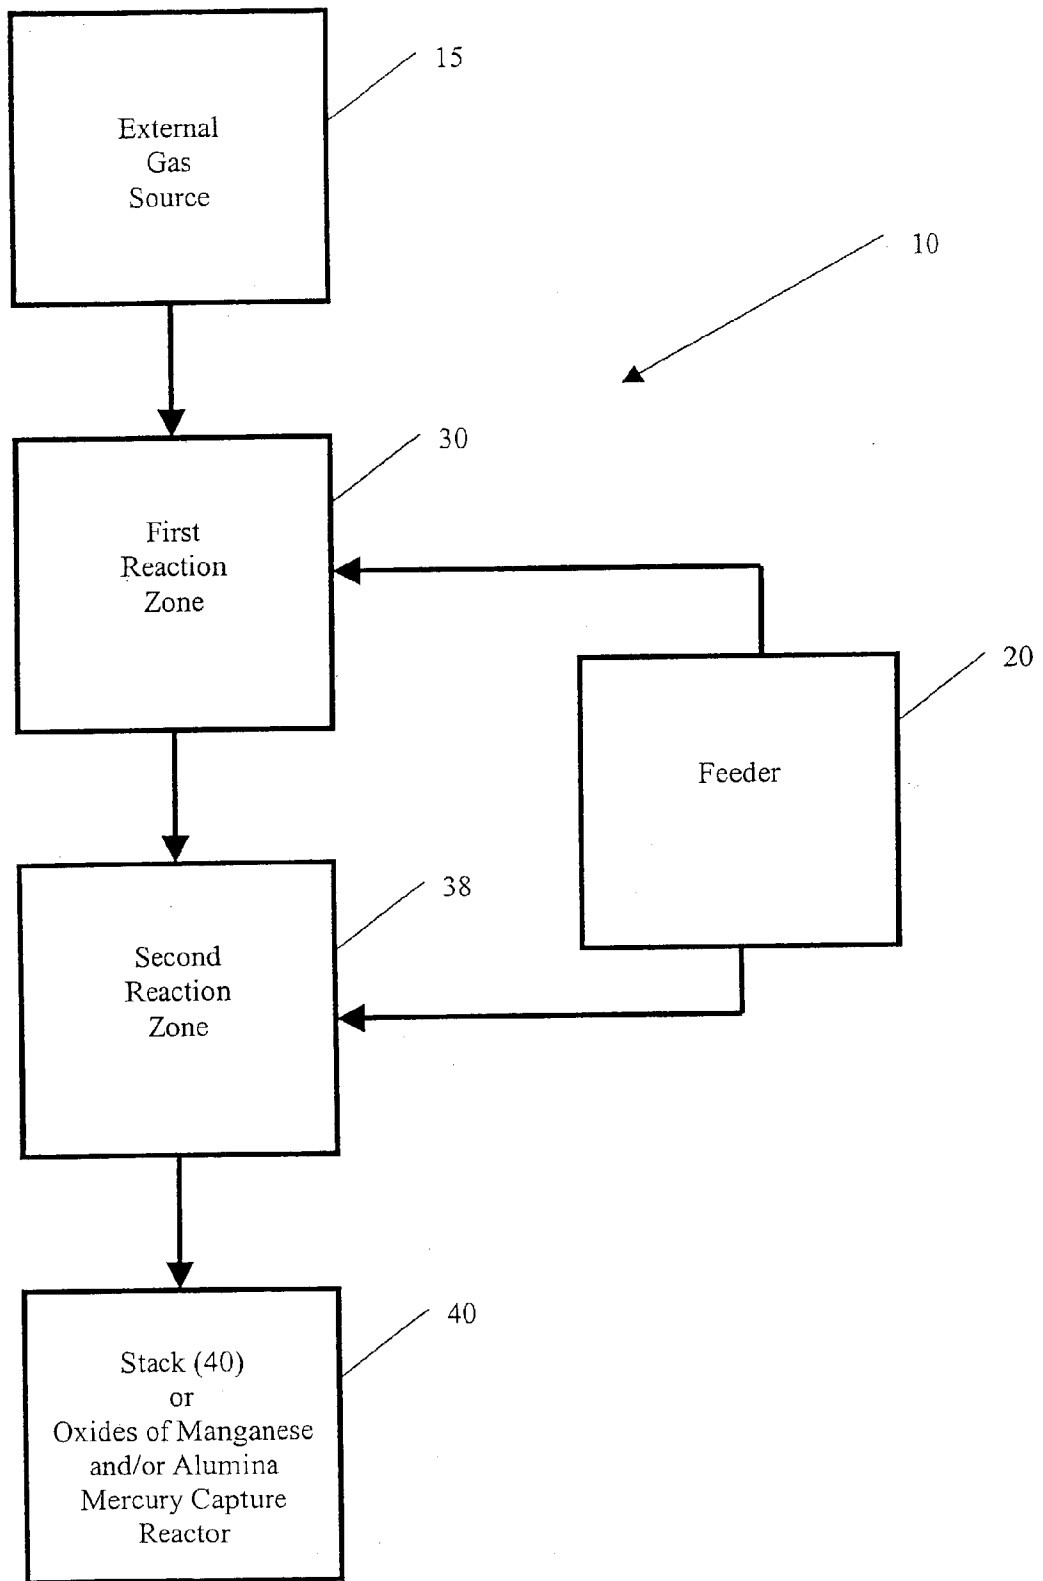 15
External
Gas
Source
10
30
First
Reaction
Zone
20
Feeder
38
Second
Reaction
Zone
40
Stack (40)
or
Oxides of Manganese
and/or Alumina
Mercury Capture
Reactor